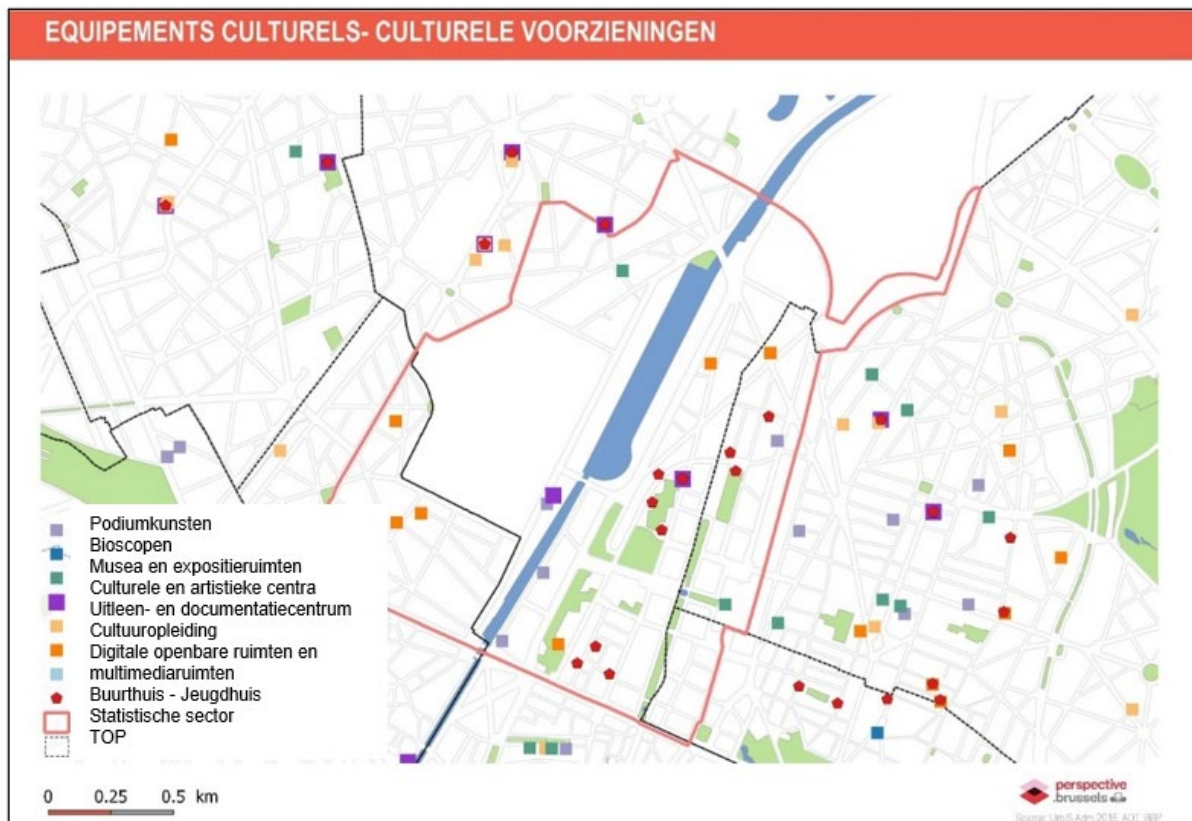 EQUIPEMENTS CULTURELS- CULTURELE VOORZIENINGEN
Podiumkunsten
Bioscopen
Musea en expositieruimten
Culturele en artistieke centra
Uitleen- en documentatiecentrum
Cultuuropleiding
Digitale openbare ruimten en
multimediaruimten
Buurthuis - Jeugdhuis
Statistische sector
TOP
0 0.25 0.5 km
perspective
.brussels